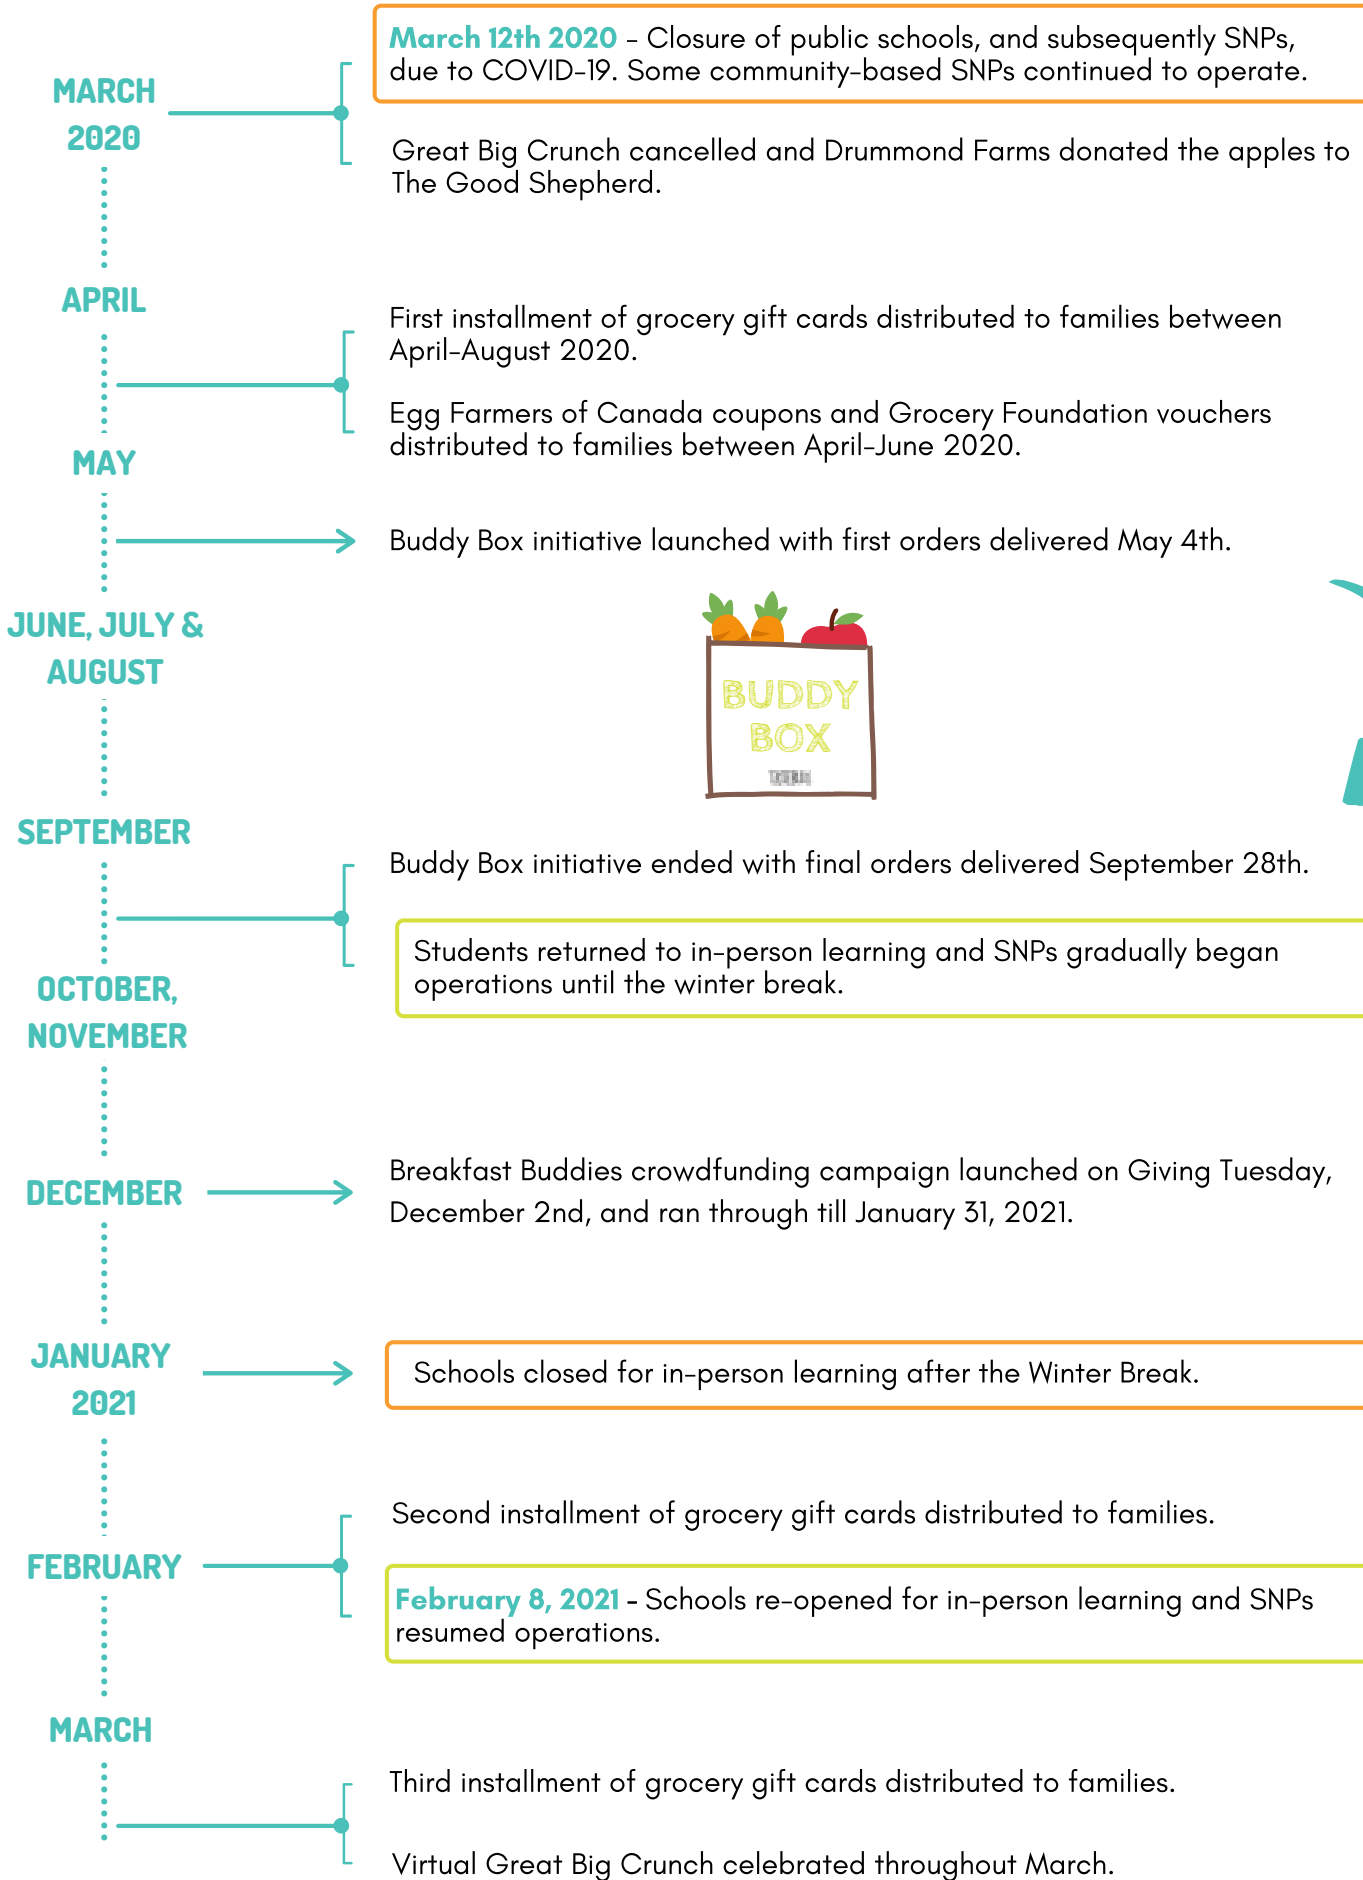 March 12th 2020 - Closure of public schools, and subsequently SNPs,
due to COVID-19. Some community-based SNPs continued to operate.
MARCH
2020
Great Big Crunch cancelled and Drummond Farms donated the apples to
The Good Shepherd.
APRIL
First installment of grocery gift cards distributed to families between
April-August 2020.
Egg Farmers of Canada coupons and Grocery Foundation vouchers
distributed to families between April-June 2020.
MAY
Buddy Box initiative launched with first orders delivered May 4th.
JUNE, JULY &
AUGUST
BUDDY
BOX
SEPTEMBER
Buddy Box initiative ended with final orders delivered September 28th.
Students returned to in-person learning and SNPs gradually began
operations until the winter break.
OCTOBER,
NOVEMBER
DECEMBER
Breakfast Buddies crowdfunding campaign launched on Giving Tuesday,
December 2nd, and ran through till January 31, 2021.
JANUARY
2021
Schools closed for in-person learning after the Winter Break.
FEBRUARY
Second installment of grocery gift cards distributed to families.
February 8, 2021 - Schools re-opened for in-person learning and SNPs
resumed operations.
MARCH
Third installment of grocery gift cards distributed to families.
Virtual Great Big Crunch celebrated throughout March.